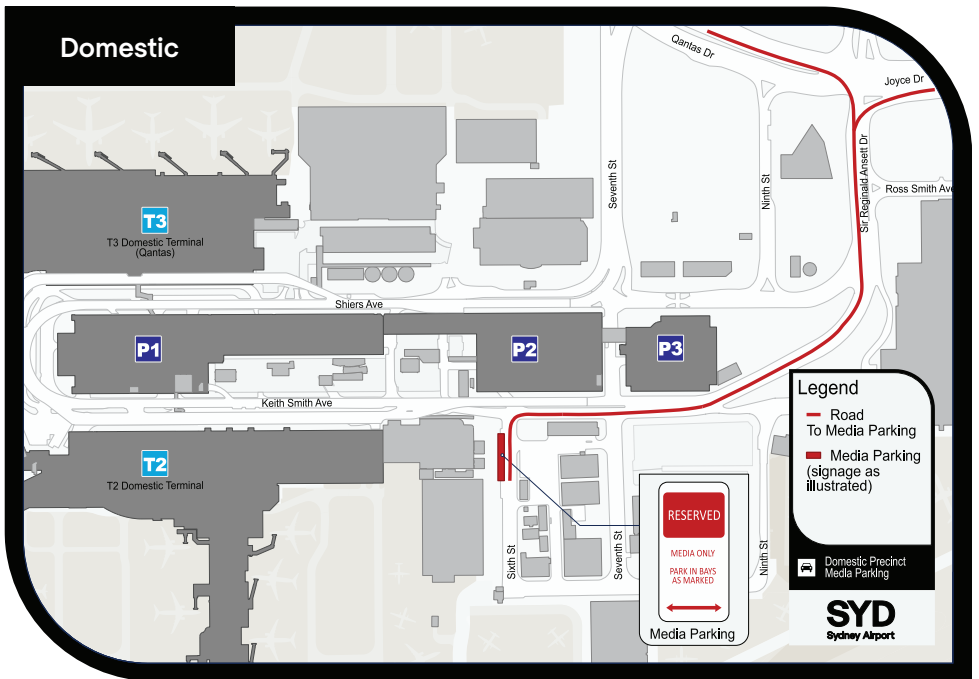 Domestic
Qantas Dr
Joyce Dr
Seventh St
Ninth St
Sir Reginald Ansett Dr
Ross Smith Ave
T3
T3 Domestic Terminal
(Qantas)
Shiers Ave
P1
P2
P3
Keith Smith Ave
T2
T2 Domestic Terminal
Sixth St
Seventh St
Ninth St
RESERVED
MEDIA ONLY
PARK IN BAYS
AS MARKED
Media Parking
Legend
Road
To Media Parking
Media Parking
(signage as
illustrated)
Domestic Precinct
Media Parking
SYD
Sydney Airport